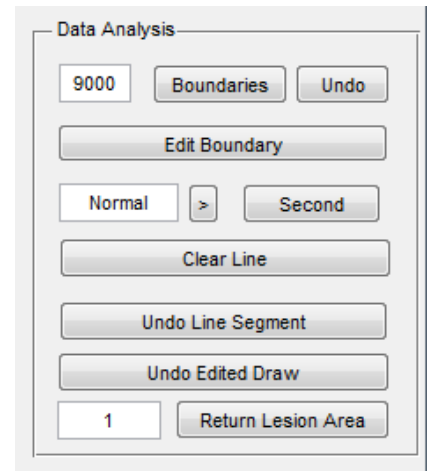 Data Analysis
9000 Boundaries Undo
Edit Boundary
Normal > Second
Clear Line
Undo Line Segment
Undo Edited Draw
1 Return Lesion Area